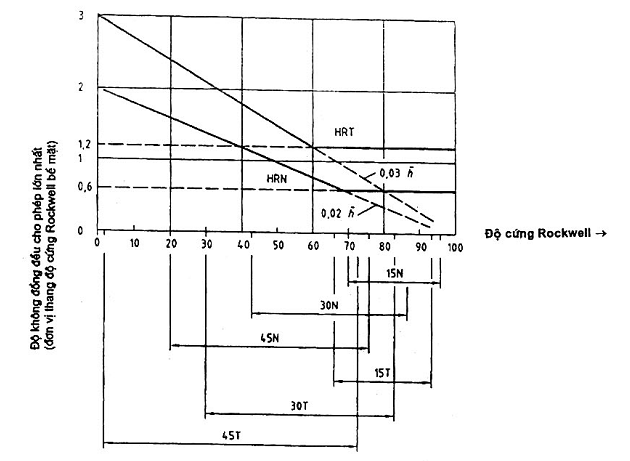 Độ không đồng đều cho phép lớn nhất
(đơn vị thang độ cứng Rockwell bề mặt)
3
2
1,2
1
0,6
0
HRT
HRN
0,03 h̄
0,02 h̄
0 10 20 30 40 50 60 70 80 90 100
Độ cứng Rockwell →
15N
30N
45N
15T
30T
45T